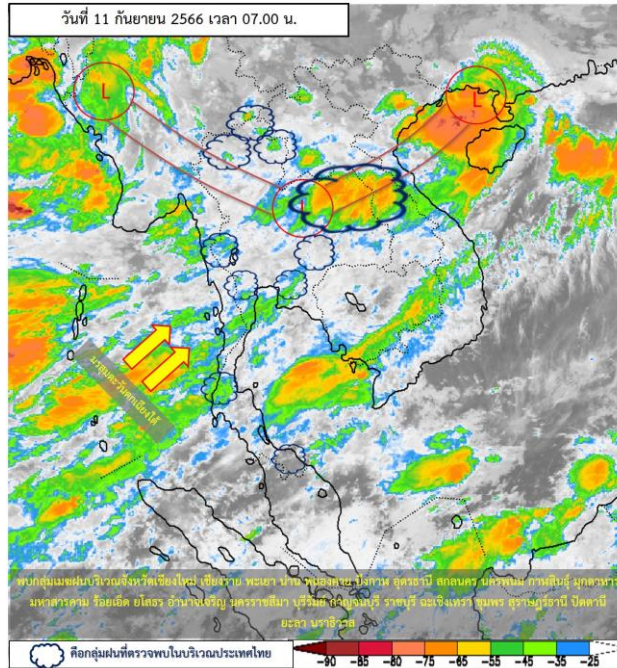 วันที่ 11 กันยายน 2566 เวลา 07.00 น.
L
L
L
มรสุมตะวันตกเฉียงใต้
พบกลุ่มเมฆฝนบริเวณจังหวัดเชียงใหม่ เชียงราย พะเยา น่าน หนองคาย บึงกาฬ อุดรธานี สกลนคร นครพนม กาฬสินธุ์ มุกดาหาร
มหาสารคาม ร้อยเอ็ด ยโสธร อำนาจเจริญ นครราชสีมา บุรีรัมย์ กาญจนบุรี ราชบุรี ฉะเชิงเทรา ชุมพร สุราษฎร์ธานี ปัตตานี
ยะลา นราธิวาส
คือกลุ่มฝนที่ตรวจพบในบริเวณประเทศไทย
-90 -85 -80 -75 -65 -55 -45 -35 -25